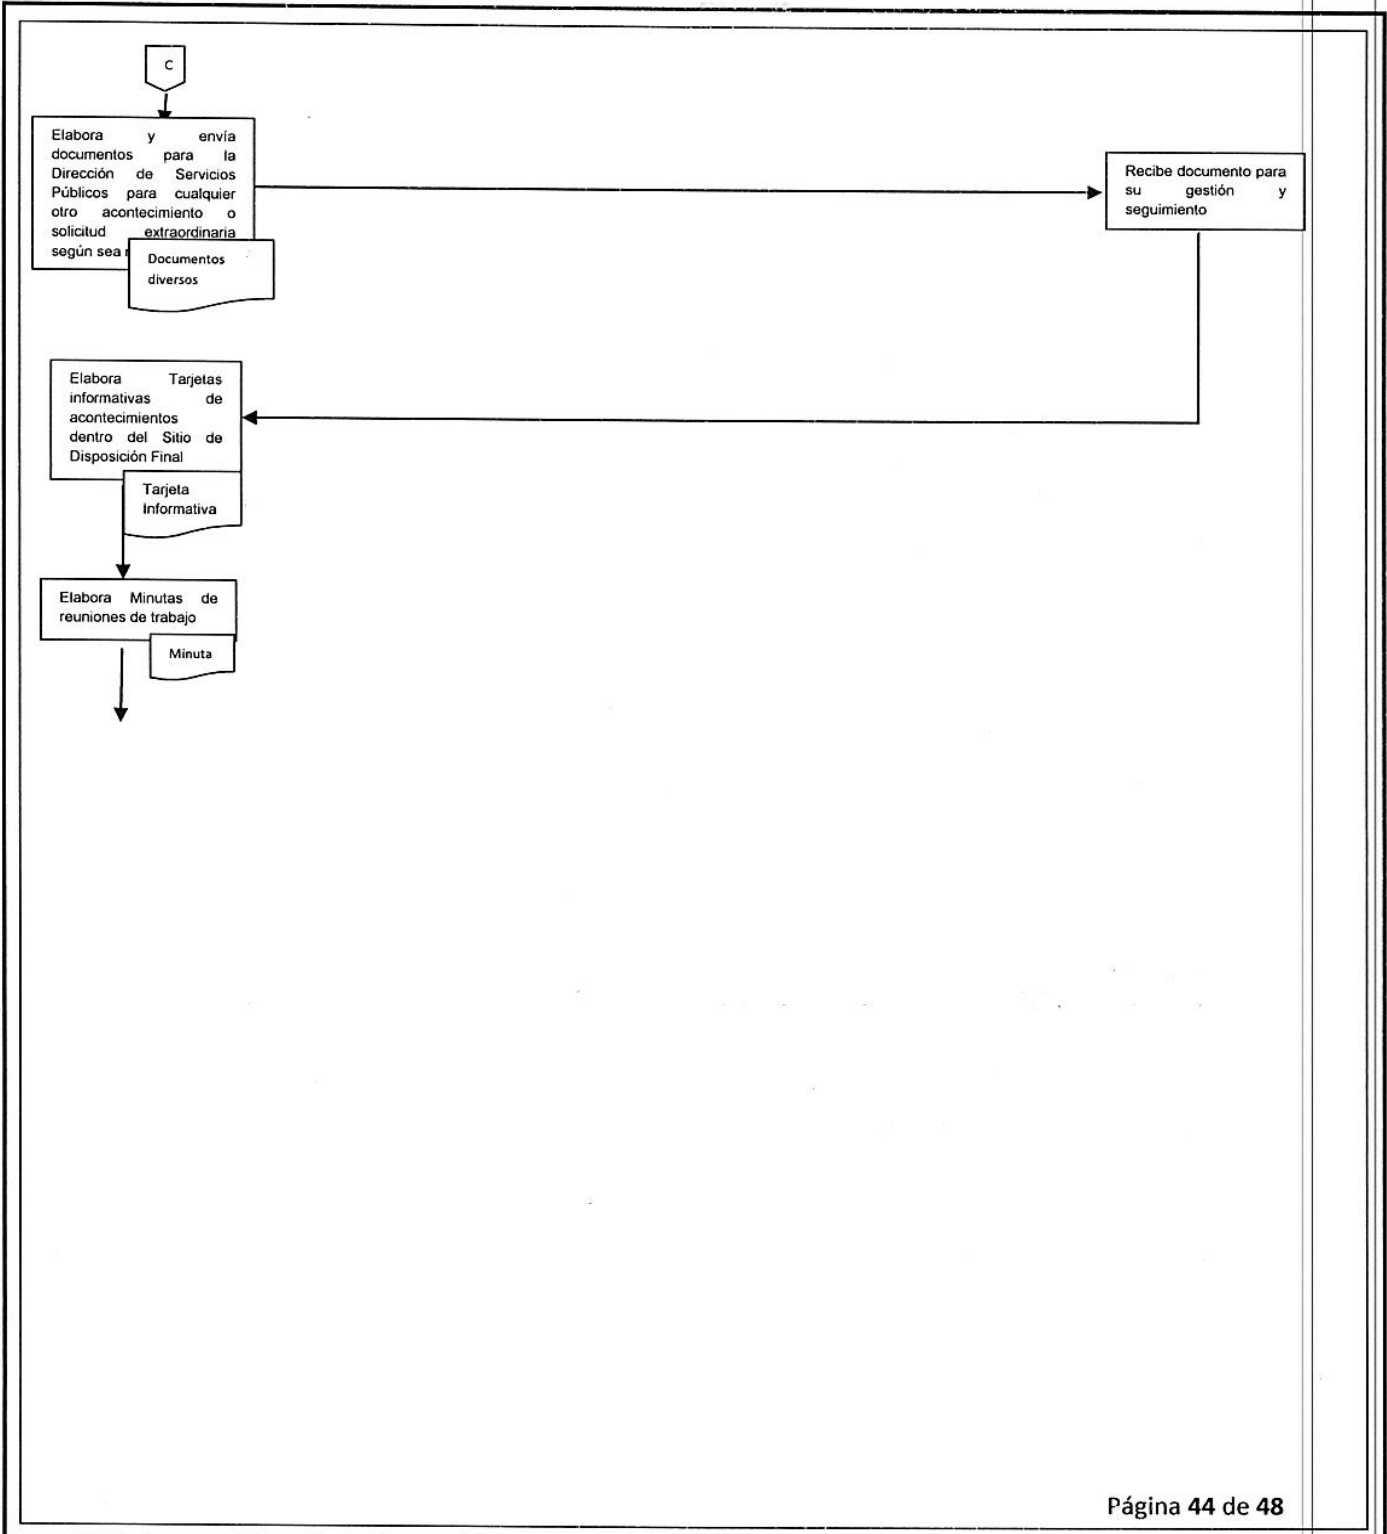 C
Elabora y envía
documentos para la
Dirección de Servicios
Públicos para cualquier
otro acontecimiento o
solicitud extraordinaria
según sea
Documentos
diversos
Recibe documento para
su gestión y
seguimiento
Elabora Tarjetas
informativas de
acontecimientos
dentro del Sitio de
Disposición Final
Tarjeta
Informativa
Elabora Minutas de
reuniones de trabajo
Minuta
Página 44 de 48